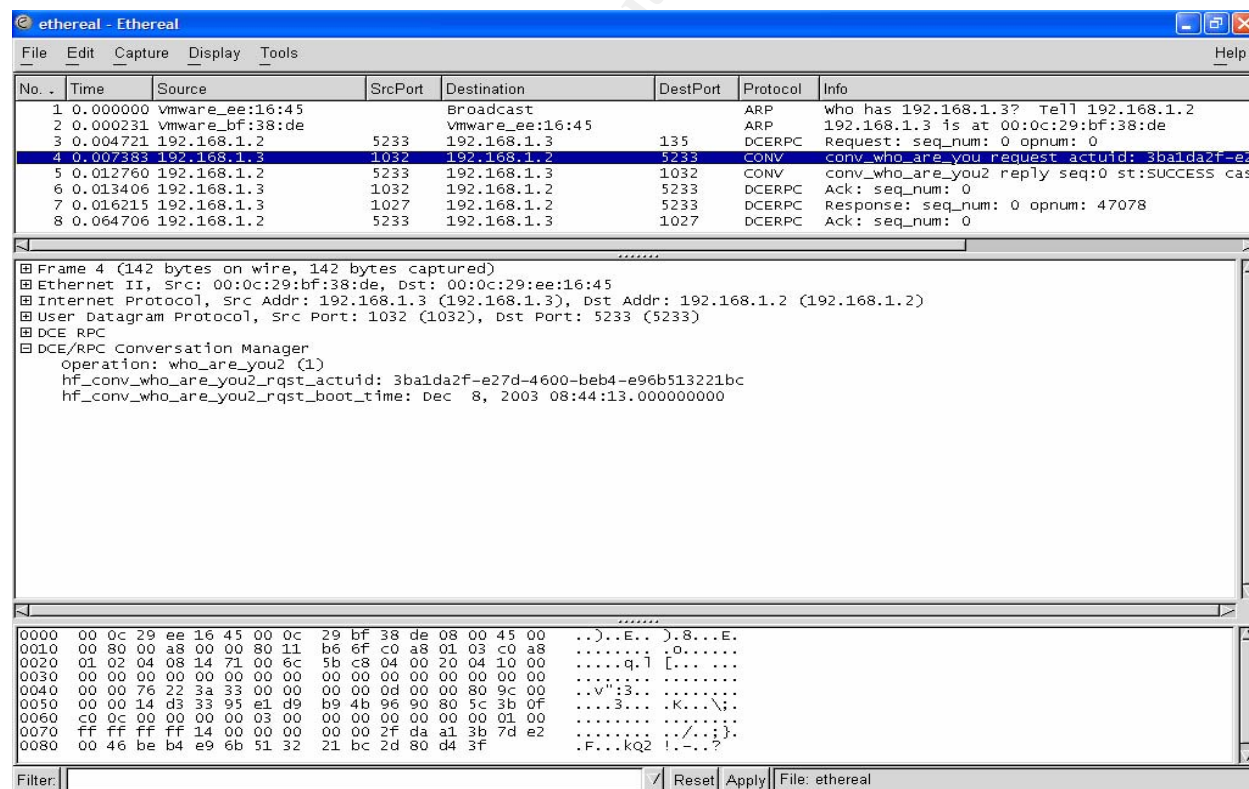 ethereal - Ethereal
File Edit Capture Display Tools Help
No. . Time Source SrcPort Destination DestPort Protocol Info
1 0.000000 Vmware_ee:16:45 Broadcast ARP Who has 192.168.1.3? Tell 192.168.1.2
2 0.000231 Vmware_bf:38:de Vmware_ee:16:45 ARP 192.168.1.3 is at 00:0c:29:bf:38:de
3 0.004721 192.168.1.2 5233 192.168.1.3 135 DCERPC Request: seq_num: 0 opnum: 0
4 0.007383 192.168.1.3 1032 192.168.1.2 5233 CONV conv_who_are_you request actuid: 3ba1da2f-e2
5 0.012760 192.168.1.2 5233 192.168.1.3 1032 CONV conv_who_are_you2 reply seq:0 st:SUCCESS cas
6 0.013406 192.168.1.3 1032 192.168.1.2 5233 DCERPC Ack: seq_num: 0
7 0.016215 192.168.1.3 1027 192.168.1.2 5233 DCERPC Response: seq_num: 0 opnum: 47078
8 0.064706 192.168.1.2 5233 192.168.1.3 1027 DCERPC Ack: seq_num: 0
Frame 4 (142 bytes on wire, 142 bytes captured)
Ethernet II, Src: 00:0c:29:bf:38:de, Dst: 00:0c:29:ee:16:45
Internet Protocol, Src Addr: 192.168.1.3 (192.168.1.3), Dst Addr: 192.168.1.2 (192.168.1.2)
User Datagram Protocol, Src Port: 1032 (1032), Dst Port: 5233 (5233)
DCE RPC
DCE/RPC Conversation Manager
Operation: who_are_you2 (1)
hf_conv_who_are_you2_rqst_actuid: 3ba1da2f-e27d-4600-beb4-e96b513221bc
hf_conv_who_are_you2_rqst_boot_time: Dec 8, 2003 08:44:13.000000000
0000 00 0c 29 ee 16 45 00 0c 29 bf 38 de 08 00 45 00 ..)..E.. ).8...E.
0010 00 80 00 a8 00 00 80 11 b6 6f c0 a8 01 03 c0 a8 ........ .o......
0020 01 02 04 08 14 71 00 6c 5b c8 04 00 20 04 10 00 .....q.l [... ...
0030 00 00 00 00 00 00 00 00 00 00 00 00 00 00 00 00 ........ ........
0040 00 00 76 22 3a 33 00 00 00 00 0d 00 00 80 9c 00 ..v":3.. ........
0050 00 00 14 d3 33 95 e1 d9 b9 4b 96 90 80 5c 3b 0f ....3... .K...\;.
0060 c0 0c 00 00 00 00 03 00 00 00 00 00 00 00 01 00 ........ ........
0070 ff ff ff ff 14 00 00 00 00 00 2f da a1 3b 7d e2 ........ ../..;}.
0080 00 46 be b4 e9 6b 51 32 21 bc 2d 80 d4 3f .F...kQ2 !.-..?
Filter: Reset Apply File: ethereal